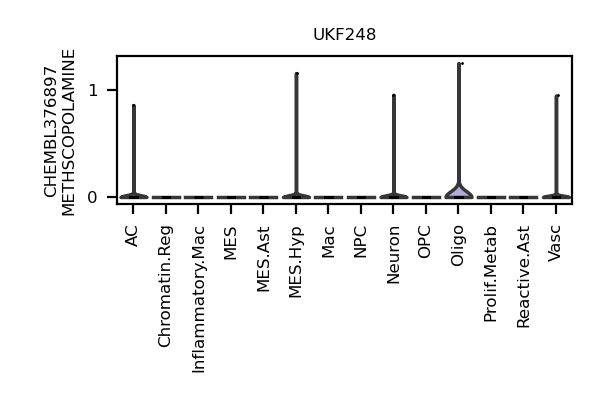 UKF248
CHEMBL376897
METHSCOPOLAMINE
1
0
AC
Chromatin.Reg
Inflammatory.Mac
MES
MES.Ast
MES.Hyp
Mac
NPC
Neuron
OPC
Oligo
Prolif.Metab
Reactive.Ast
Vasc